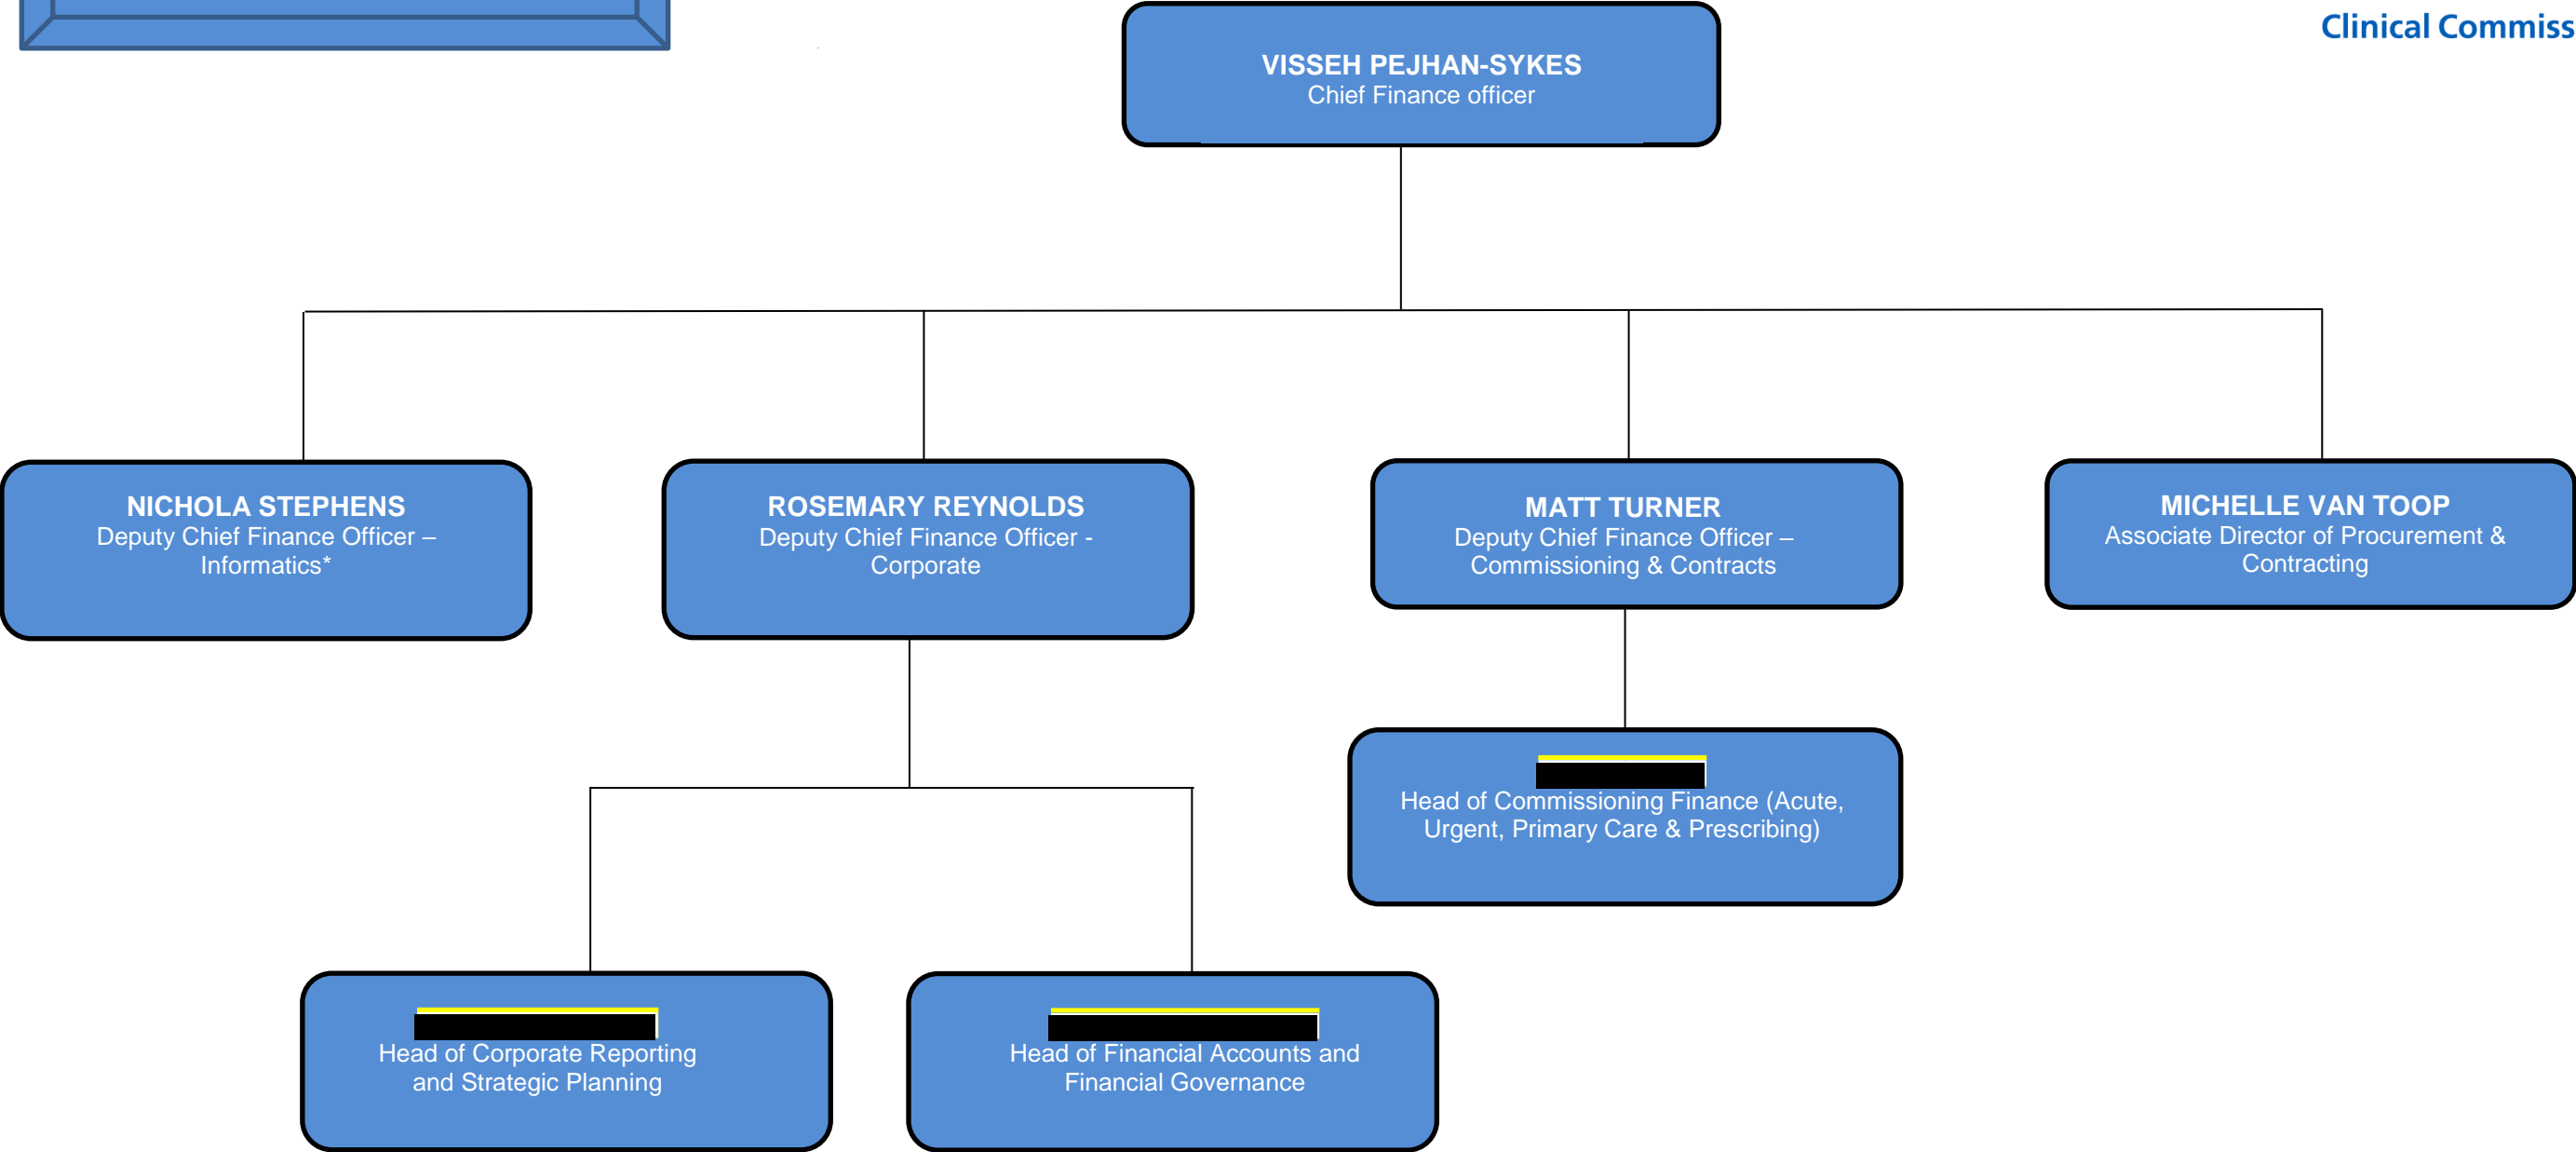 Clinical Commiss
VISSEH PEJHAN-SYKES
Chief Finance officer
NICHOLA STEPHENS
Deputy Chief Finance Officer –
Informatics*
ROSEMARY REYNOLDS
Deputy Chief Finance Officer -
Corporate
MATT TURNER
Deputy Chief Finance Officer –
Commissioning & Contracts
MICHELLE VAN TOOP
Associate Director of Procurement &
Contracting
Head of Commissioning Finance (Acute,
Urgent, Primary Care & Prescribing)
Head of Corporate Reporting
and Strategic Planning
Head of Financial Accounts and
Financial Governance